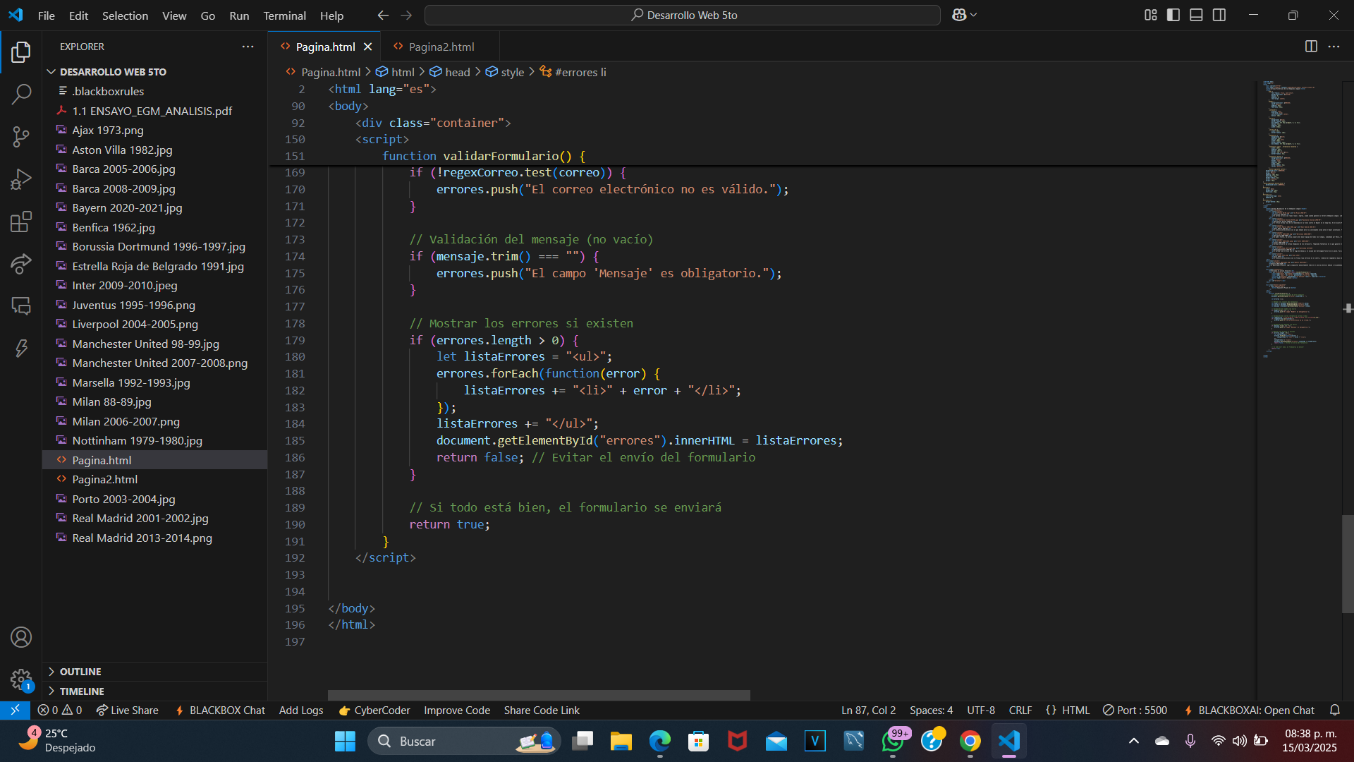 File Edit Selection View Go Run Terminal Help
Desarrollo Web 5to
EXPLORER
DESARROLLO WEB 5TO
.blackboxrules
1.1 ENSAYO_EGM_ANALISIS.pdf
Ajax 1973.png
Aston Villa 1982.jpg
Barca 2005-2006.jpg
Barca 2008-2009.jpg
Bayern 2020-2021.jpg
Benfica 1962.jpg
Borussia Dortmund 1996-1997.jpg
Estrella Roja de Belgrado 1991.jpg
Inter 2009-2010.jpeg
Juventus 1995-1996.png
Liverpool 2004-2005.png
Manchester United 98-99.jpg
Manchester United 2007-2008.png
Marsella 1992-1993.jpg
Milan 88-89.jpg
Milan 2006-2007.png
Nottinham 1979-1980.jpg
Pagina.html
Pagina2.html
Porto 2003-2004.jpg
Real Madrid 2001-2002.jpg
Real Madrid 2013-2014.png
OUTLINE
TIMELINE
Pagina.html Pagina2.html
Pagina.html > html > head > style > #errores li
2 <html lang="es">
90 <body>
92 <div class="container">
150 <script>
151 function validarFormulario() {
169 if (!regexCorreo.test(correo)) {
170 errores.push("El correo electrónico no es válido.");
171 }
172
173 // Validación del mensaje (no vacío)
174 if (mensaje.trim() === "") {
175 errores.push("El campo 'Mensaje' es obligatorio.");
176 }
177
178 // Mostrar los errores si existen
179 if (errores.length > 0) {
180 let listaErrores = "<ul>";
181 errores.forEach(function(error) {
182 listaErrores += "<li>" + error + "</li>";
183 });
184 listaErrores += "</ul>";
185 document.getElementById("errores").innerHTML = listaErrores;
186 return false; // Evitar el envío del formulario
187 }
188
189 // Si todo está bien, el formulario se enviará
190 return true;
191 }
192 </script>
193
194
195 </body>
196 </html>
197
1
0 0 Live Share BLACKBOX Chat Add Logs CyberCoder Improve Code Share Code Link Ln 87, Col 2 Spaces: 4 UTF-8 CRLF {} HTML Port : 5500 BLACKBOXAI: Open Chat
4
25°C
Despejado
Buscar
99+
08:38 p. m.
15/03/2025